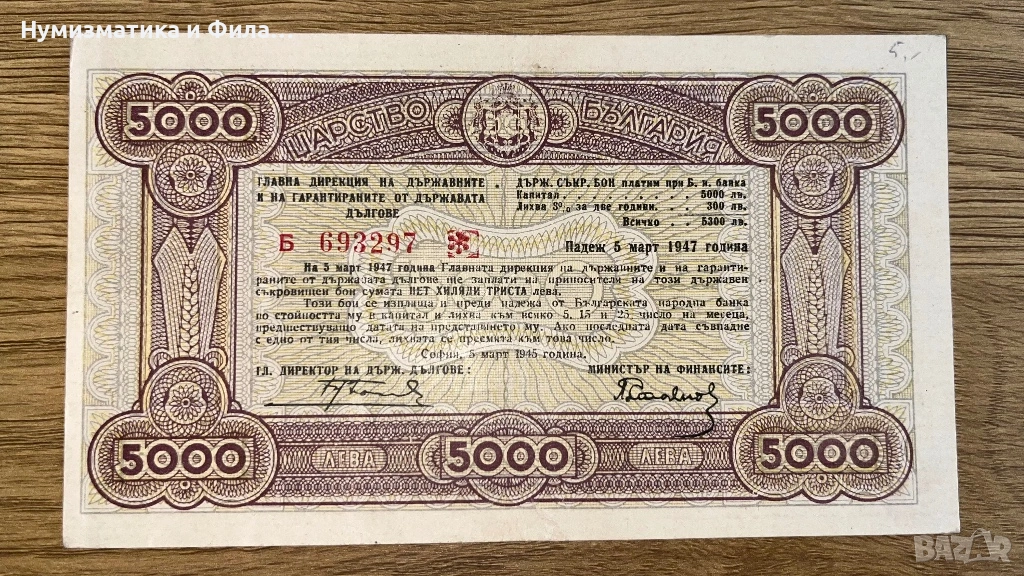 Нумизматика и Фила...
5.-
5000
ЦАРСТВО БЪЛГАРИЯ
5000
ГЛАВНА ДИРЕКЦИЯ НА ДЪРЖАВНИТЕ
И НА ГАРАНТИРАНИТЕ ОТ ДЪРЖАВАТА
ДЪЛГОВЕ
ДЪРЖ. СЪКР. БОН платим при Б. н. банка
Капитал . . . . . . 5000 лв.
Лихва 3% за две години . . 300 лв.
Всичко . . 5300 лв.
Б 693297
Падеж 5 март 1947 година
На 5 март 1947 година Главната дирекция на държавните и на гаранти-
раните от държавата дългове ще заплати на приносителя на този държавен
съкровищен бон сумата ПЕТ ХИЛЯДИ ТРИСТА лева.
Този бон се изплаща и преди падежа от Българската народна банка
по стойността му в капитал и лихва към всяко 5, 15 и 25 число на месеца,
предшествуващо датата на представянето му. Ако последната дата съвпадне
с едно от тия числа, лихвата се пресмята към това число.
София, 5 март 1945 година.
ГЛ. ДИРЕКТОР НА ДЪРЖ. ДЪЛГОВЕ:
МИНИСТЪР НА ФИНАНСИТЕ:
5000
ЛЕВА
5000
ЛЕВА
5000
BAZAR